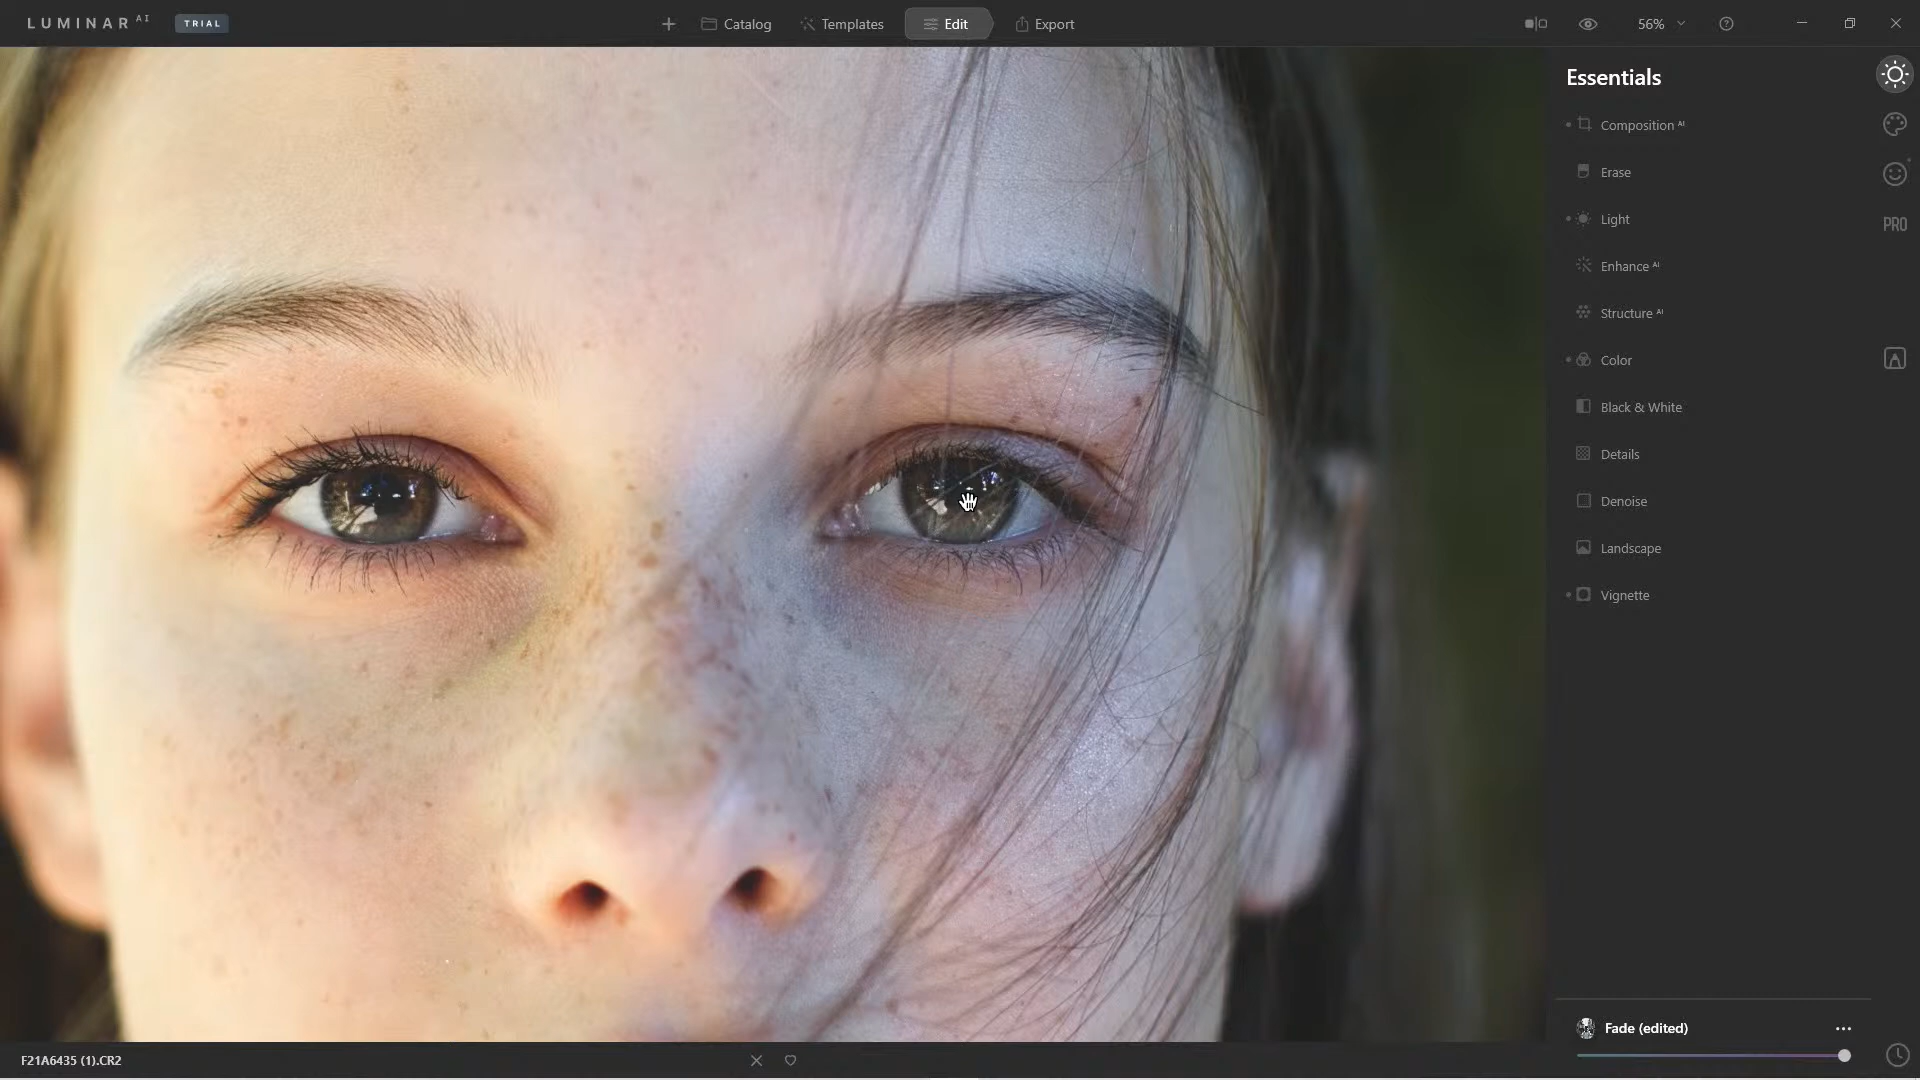 LUMINAR AI TRIAL
Catalog Templates Edit Export
56%
Essentials
Composition AI
Erase
Light
Enhance AI
Structure AI
Color
Black & White
Details
Denoise
Landscape
Vignette
PRO
Fade (edited)
F21A6435 (1).CR2